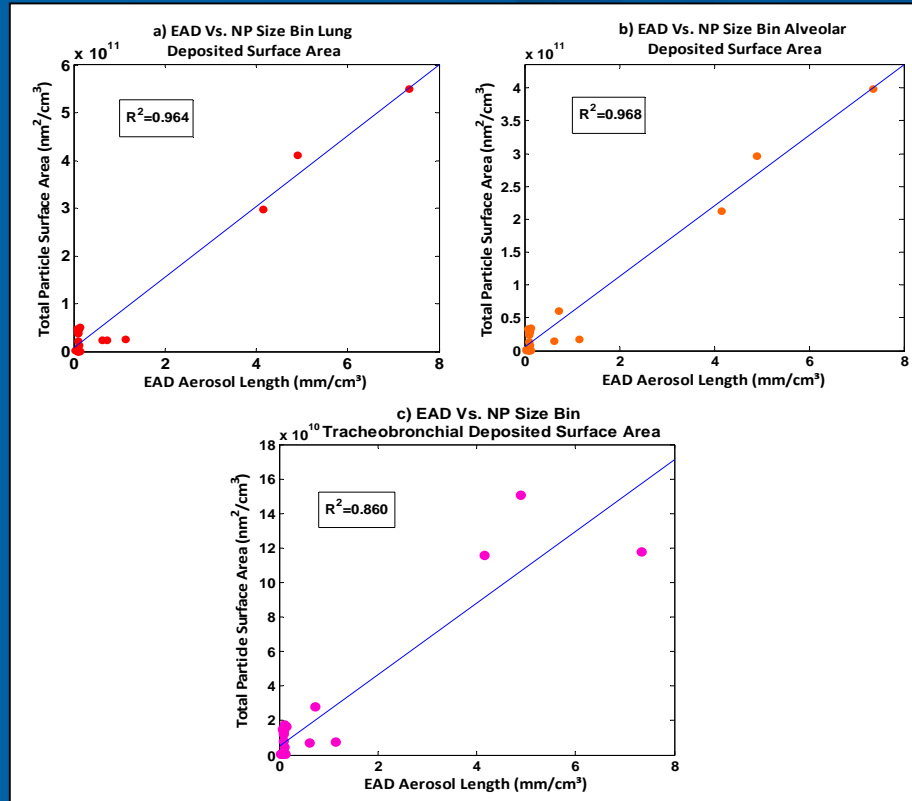 a) EAD Vs. NP Size Bin Lung
Deposited Surface Area
x 10^11
6
5
4
3
2
1
0
R²=0.964
Total Particle Surface Area (nm²/cm³)
0 2 4 6 8
EAD Aerosol Length (mm/cm³)
b) EAD Vs. NP Size Bin Alveolar
Deposited Surface Area
x 10^11
4
3.5
3
2.5
2
1.5
1
0.5
0
R²=0.968
Total Particle Surface Area (nm²/cm³)
0 2 4 6 8
EAD Aerosol Length (mm/cm³)
c) EAD Vs. NP Size Bin
x 10^10 Tracheobronchial Deposited Surface Area
18
16
14
12
10
8
6
4
2
0
R²=0.860
Total Particle Surface Area (nm²/cm³)
0 2 4 6 8
EAD Aerosol Length (mm/cm³)